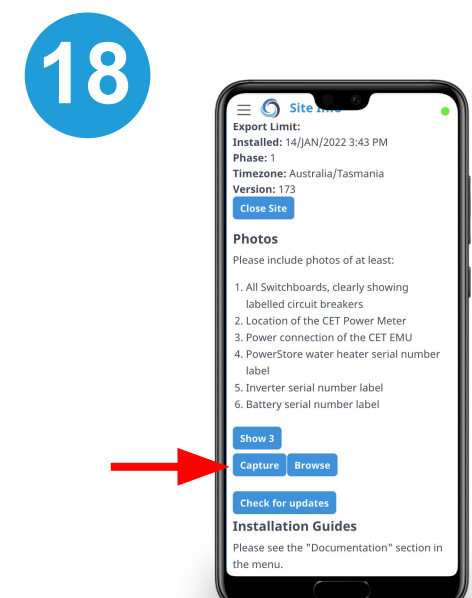 18
Site Info
Export Limit:
Installed: 14/JAN/2022 3:43 PM
Phase: 1
Timezone: Australia/Tasmania
Version: 173
Close Site
Photos
Please include photos of at least:
1. All Switchboards, clearly showing
labelled circuit breakers
2. Location of the CET Power Meter
3. Power connection of the CET EMU
4. PowerStore water heater serial number
label
5. Inverter serial number label
6. Battery serial number label
Show 3
Capture Browse
Check for updates
Installation Guides
Please see the "Documentation" section in
the menu.